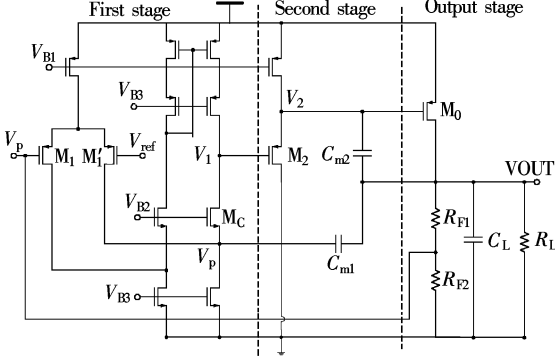 First stage
Second stage
Output stage
V_B1
V_B3
V_2
M_0
V_p
M_1
M′_1
V_ref
V_1
M_2
C_m2
VOUT
V_B2
M_C
R_F1
C_L
R_L
V_p
C_m1
V_B3
R_F2